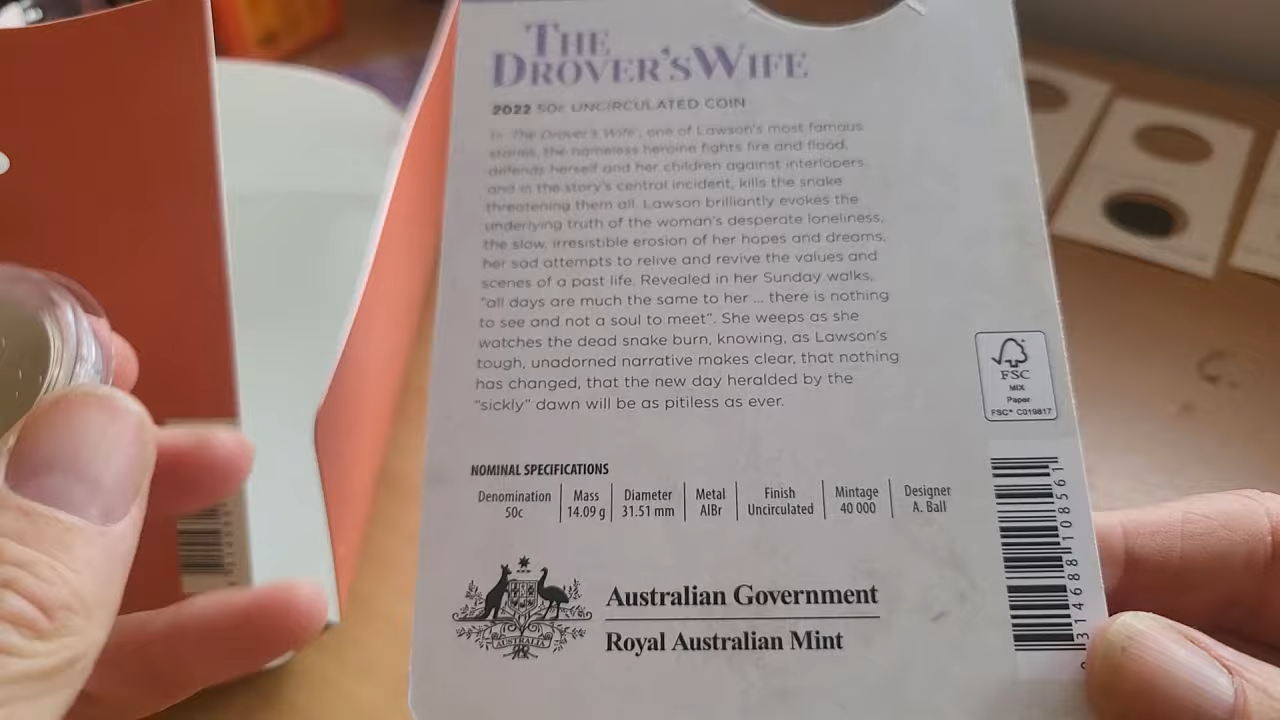 THE
DROVER'S WIFE
2022 50c UNCIRCULATED COIN
In 'The Drover's Wife', one of Lawson's most famous
stories, the nameless heroine fights fire and flood,
defends herself and her children against interlopers
and in the story's central incident, kills the snake
threatening them all. Lawson brilliantly evokes the
underlying truth of the woman's desperate loneliness,
the slow, irresistible erosion of her hopes and dreams,
her sad attempts to relive and revive the values and
scenes of a past life. Revealed in her Sunday walks,
"all days are much the same to her ... there is nothing
to see and not a soul to meet". She weeps as she
watches the dead snake burn, knowing, as Lawson's
tough, unadorned narrative makes clear, that nothing
has changed, that the new day heralded by the
"sickly" dawn will be as pitiless as ever.
FSC
MIX
Paper
FSC® C019817
NOMINAL SPECIFICATIONS
Denomination Mass Diameter Metal Finish Mintage Designer
50c 14.09 g 31.51 mm AlBr Uncirculated 40 000 A. Ball
AUSTRALIA
Australian Government
Royal Australian Mint
9 314688 108561